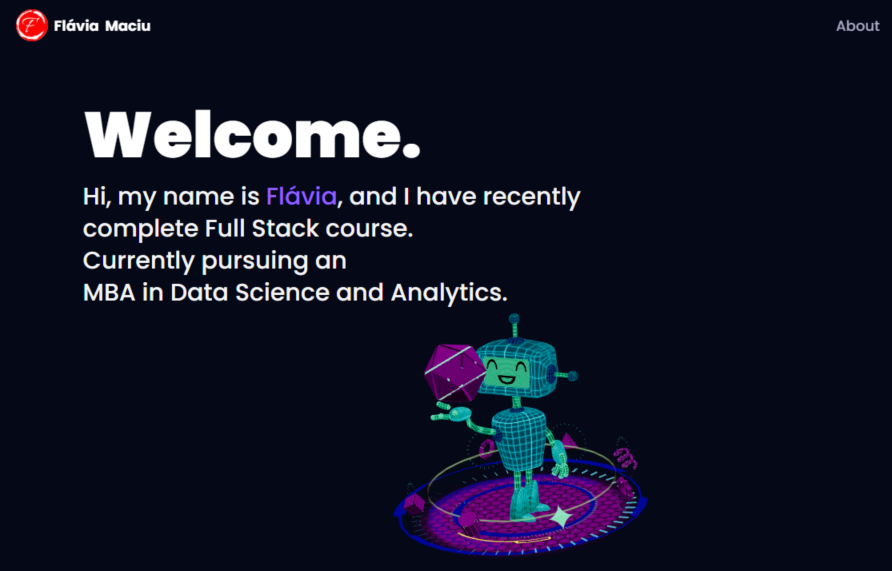 F Flávia Maciu
About
Welcome.
Hi, my name is Flávia, and I have recently
complete Full Stack course.
Currently pursuing an
MBA in Data Science and Analytics.